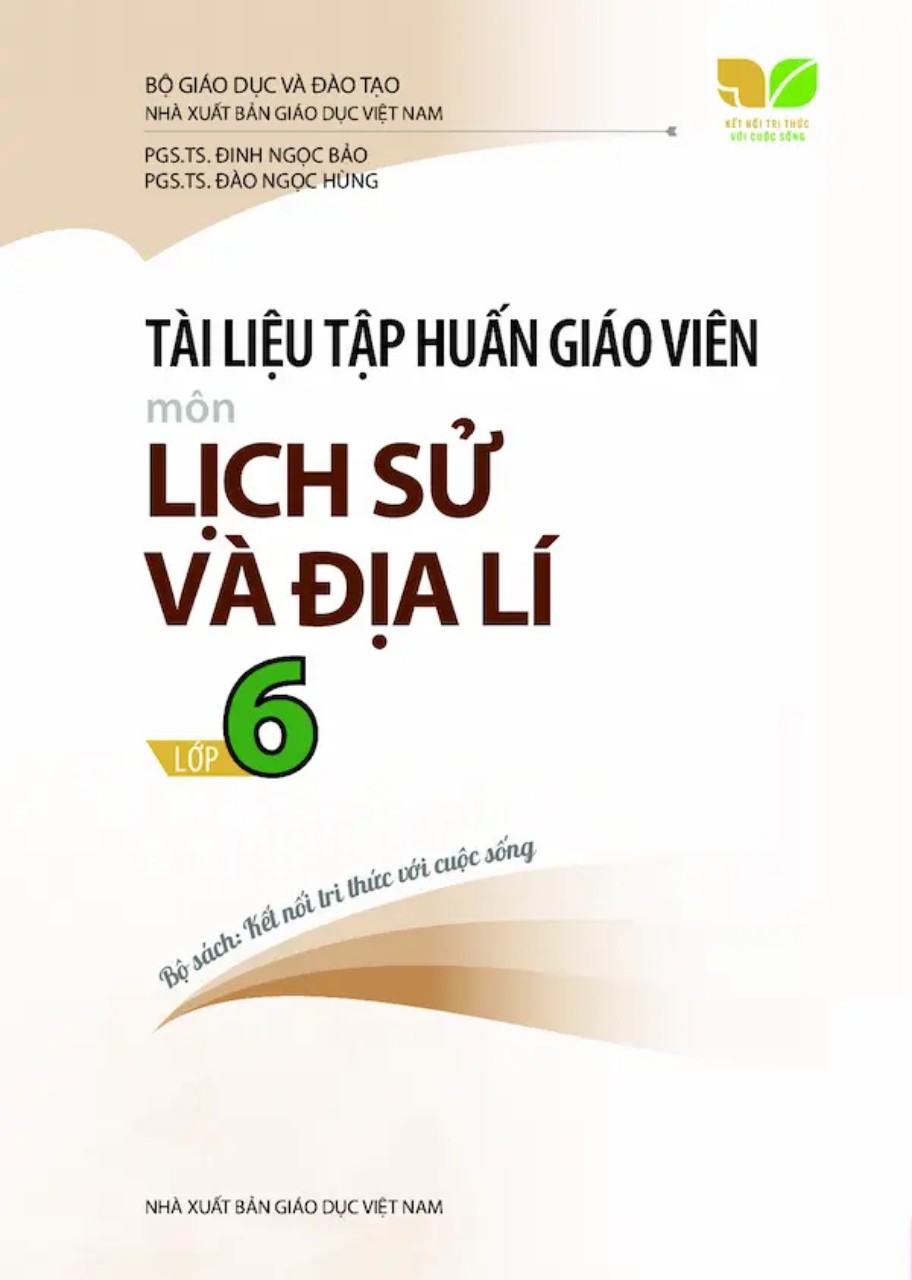 BỘ GIÁO DỤC VÀ ĐÀO TẠO
NHÀ XUẤT BẢN GIÁO DỤC VIỆT NAM
PGS.TS. ĐINH NGỌC BẢO
PGS.TS. ĐÀO NGỌC HÙNG
KẾT NỐI TRI THỨC
VỚI CUỘC SỐNG
TÀI LIỆU TẬP HUẤN GIÁO VIÊN
môn
LỊCH SỬ
VÀ ĐỊA LÍ
LỚP 6
Bộ sách: Kết nối tri thức với cuộc sống
NHÀ XUẤT BẢN GIÁO DỤC VIỆT NAM